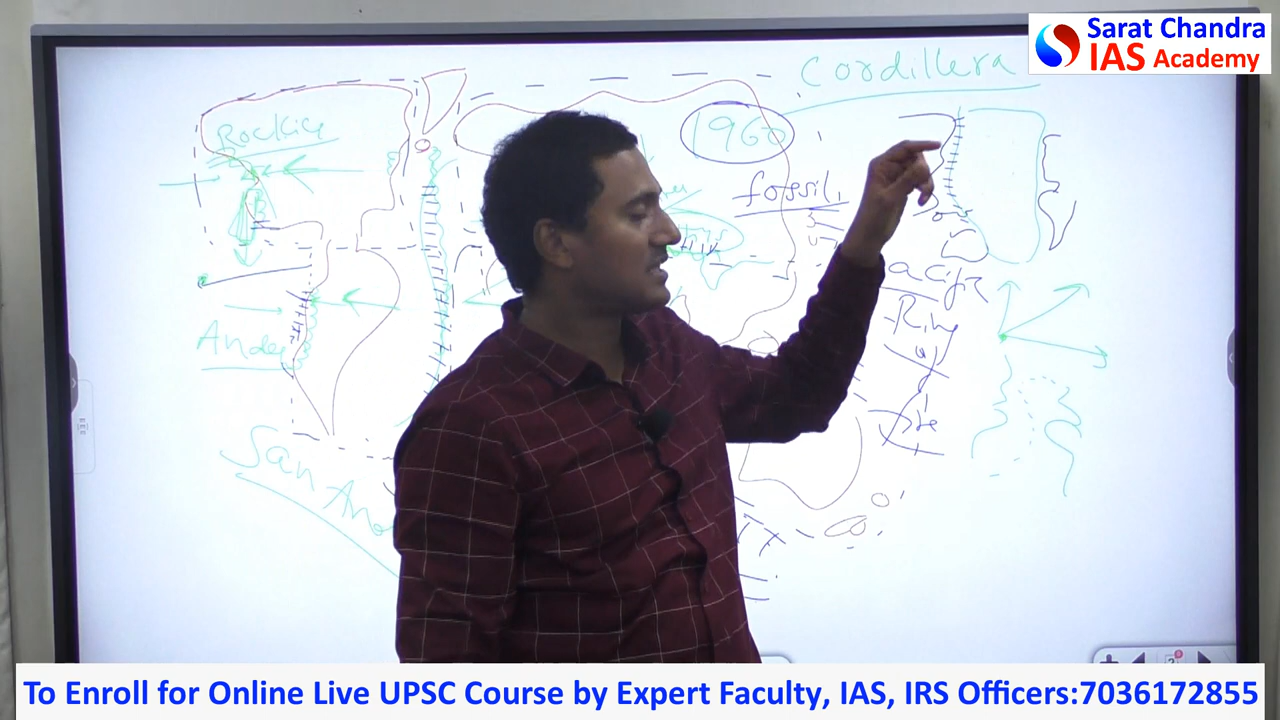 Sarat Chandra
IAS Academy
Cordillera
Rockies
1960
fossil
Pacific
Ring
of
fire
Andes
San And
To Enroll for Online Live UPSC Course by Expert Faculty, IAS, IRS Officers:7036172855